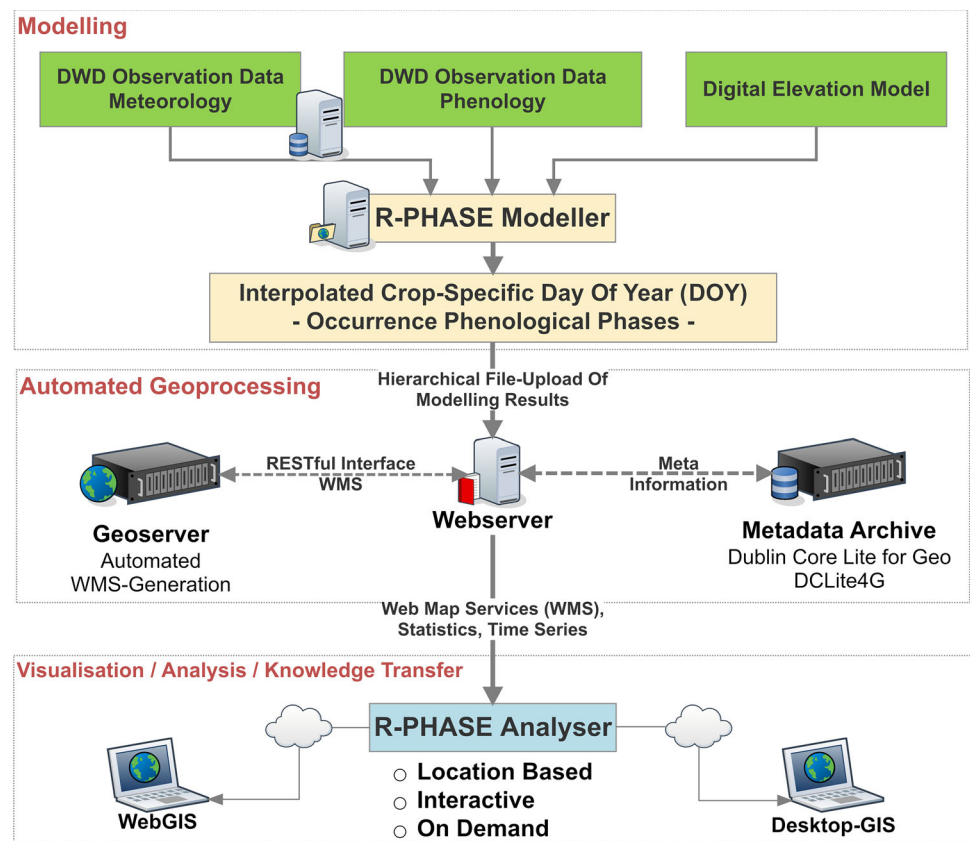 Modelling
DWD Observation Data
Meteorology
DWD Observation Data
Phenology
Digital Elevation Model
R-PHASE Modeller
Interpolated Crop-Specific Day Of Year (DOY)
- Occurrence Phenological Phases -
Hierarchical File-Upload Of
Modelling Results
Automated Geoprocessing
RESTful Interface
WMS
Meta
Information
Geoserver
Automated
WMS-Generation
Webserver
Metadata Archive
Dublin Core Lite for Geo
DCLite4G
Web Map Services (WMS),
Statistics, Time Series
Visualisation / Analysis / Knowledge Transfer
R-PHASE Analyser
○ Location Based
○ Interactive
○ On Demand
WebGIS
Desktop-GIS